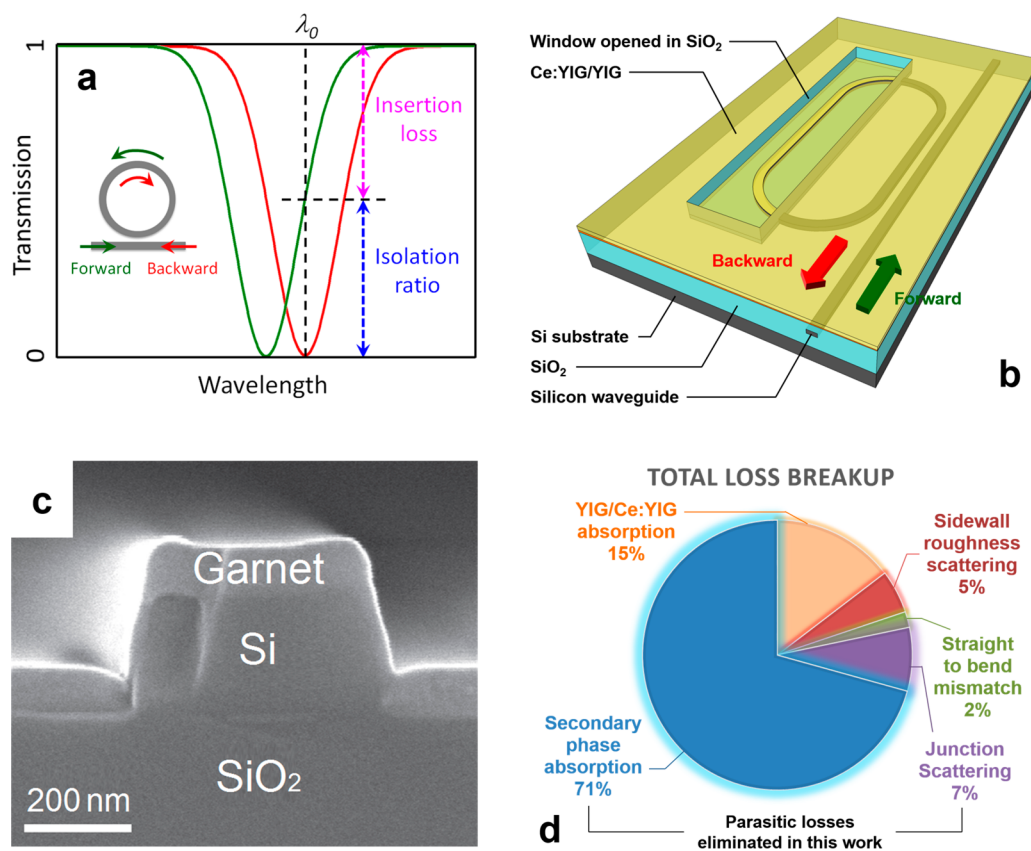 a
λ0
1
0
Transmission
Wavelength
Insertion
loss
Isolation
ratio
Forward
Backward
Window opened in SiO2
Ce:YIG/YIG
Backward
Forward
Si substrate
SiO2
Silicon waveguide
b
c
Garnet
Si
SiO2
200 nm
TOTAL LOSS BREAKUP
YIG/Ce:YIG
absorption
15%
Sidewall
roughness
scattering
5%
Straight
to bend
mismatch
2%
Secondary
phase
absorption
71%
Junction
Scattering
7%
Parasitic losses
eliminated in this work
d